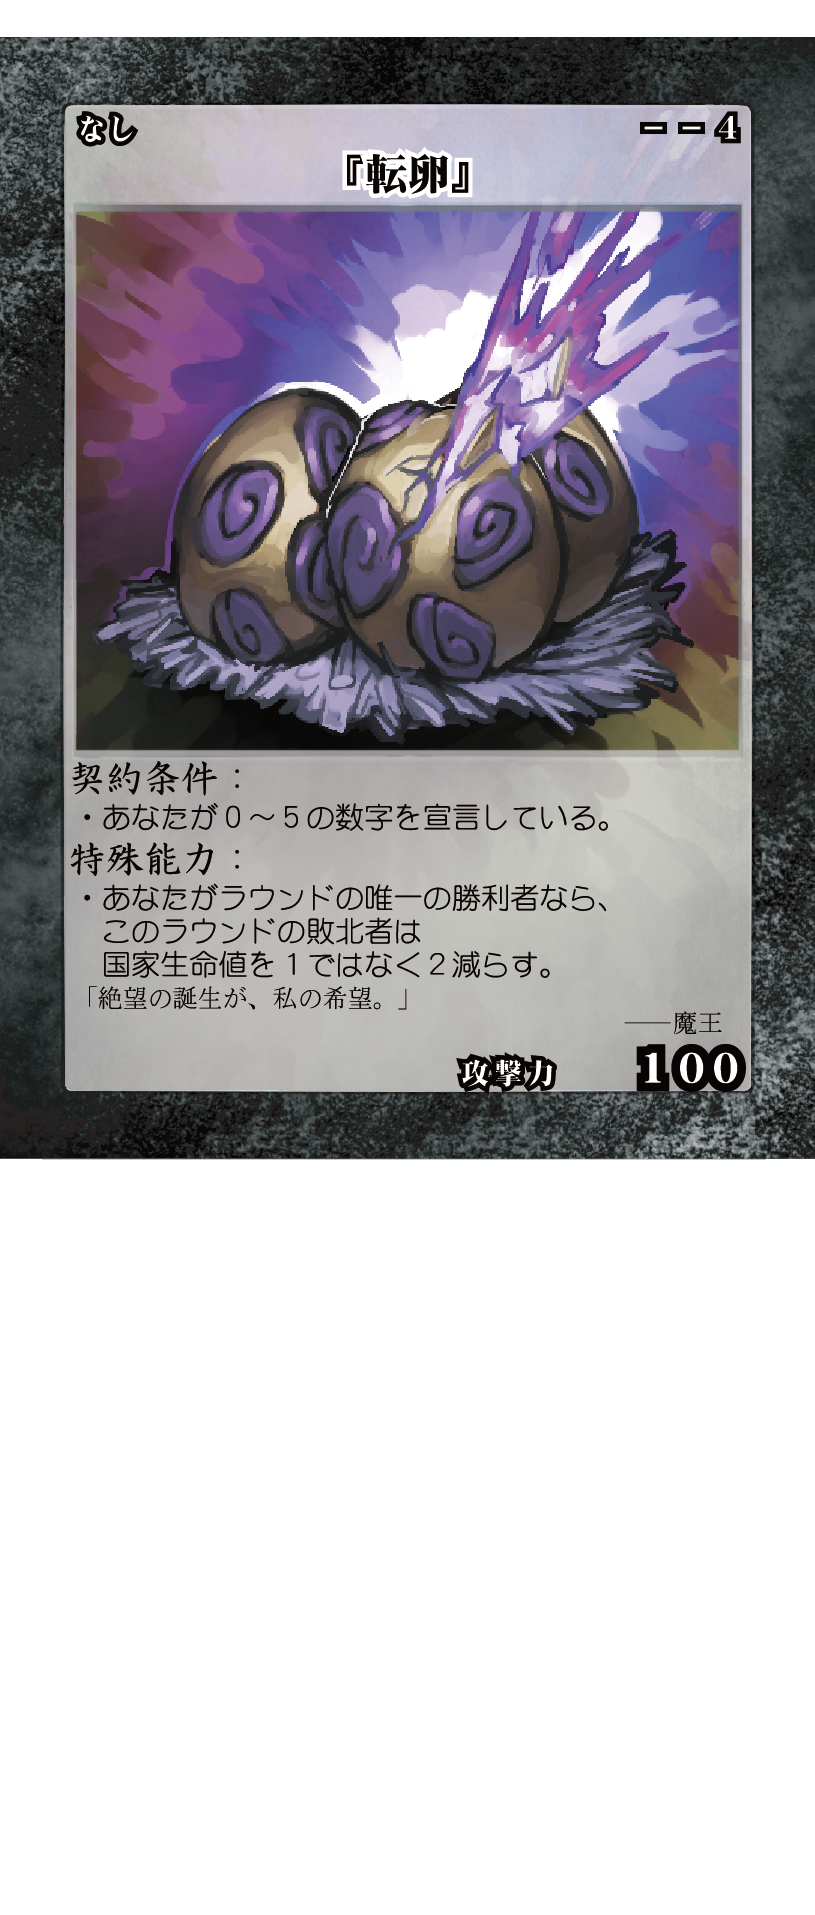 なし
－－4
『転卵』
契約条件：
・あなたが０～５の数字を宣言している。
特殊能力：
・あなたがラウンドの唯一の勝利者なら、
このラウンドの敗北者は
国家生命値を１ではなく２減らす。
「絶望の誕生が、私の希望。」
――魔王
攻撃力 100